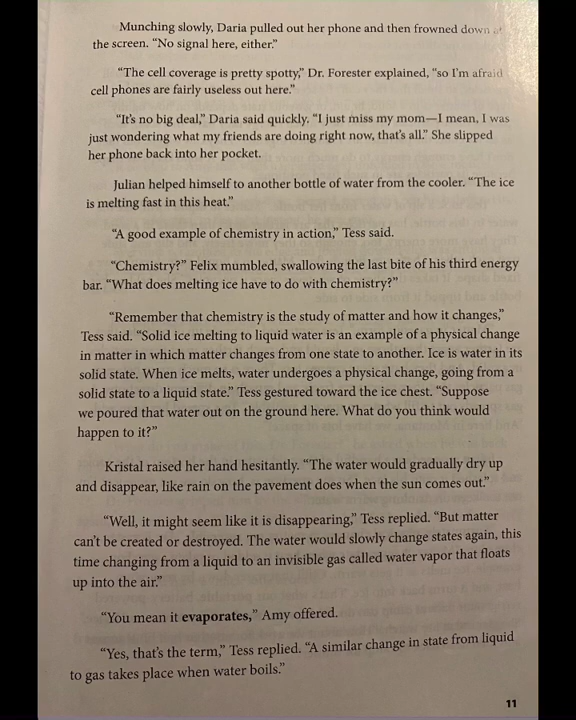 Munching slowly, Daria pulled out her phone and then frowned down at
the screen. “No signal here, either.”
“The cell coverage is pretty spotty,” Dr. Forester explained, “so I’m afraid
cell phones are fairly useless out here.”
“It’s no big deal,” Daria said quickly. “I just miss my mom—I mean, I was
just wondering what my friends are doing right now, that’s all.” She slipped
her phone back into her pocket.
Julian helped himself to another bottle of water from the cooler. “The ice
is melting fast in this heat.”
“A good example of chemistry in action,” Tess said.
“Chemistry?” Felix mumbled, swallowing the last bite of his third energy
bar. “What does melting ice have to do with chemistry?”
“Remember that chemistry is the study of matter and how it changes,”
Tess said. “Solid ice melting to liquid water is an example of a physical change
in matter in which matter changes from one state to another. Ice is water in its
solid state. When ice melts, water undergoes a physical change, going from a
solid state to a liquid state.” Tess gestured toward the ice chest. “Suppose
we poured that water out on the ground here. What do you think would
happen to it?”
Kristal raised her hand hesitantly. “The water would gradually dry up
and disappear, like rain on the pavement does when the sun comes out.”
“Well, it might seem like it is disappearing,” Tess replied. “But matter
can’t be created or destroyed. The water would slowly change states again, this
time changing from a liquid to an invisible gas called water vapor that floats
up into the air.”
“You mean it evaporates,” Amy offered.
“Yes, that’s the term,” Tess replied. “A similar change in state from liquid
to gas takes place when water boils.”
11